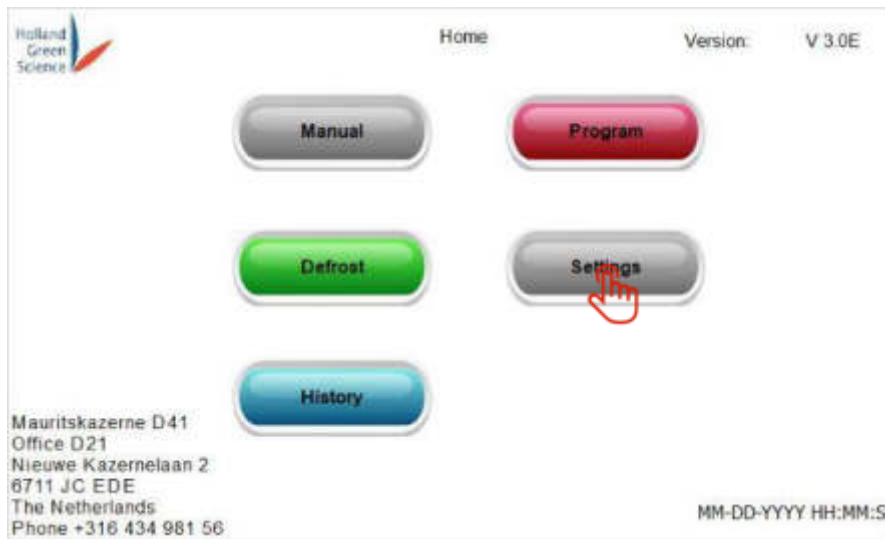 Holland
Green
Science
Home
Version: V 3.0E
Manual
Program
Defrost
Settings
History
Mauritskazerne D41
Office D21
Nieuwe Kazernelaan 2
6711 JC EDE
The Netherlands
Phone +316 434 981 56
MM-DD-YYYY HH:MM:S